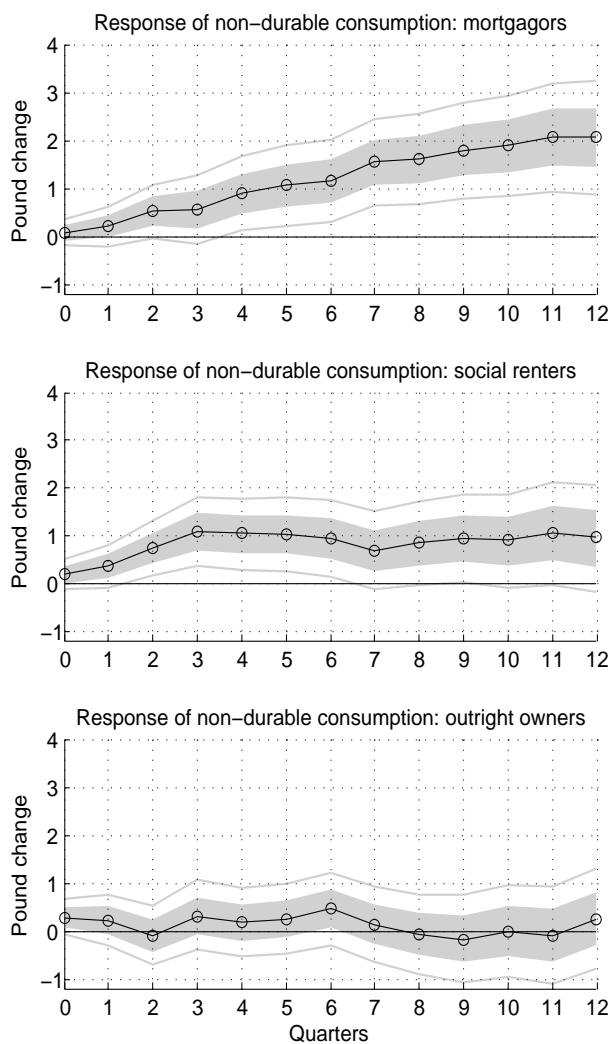 Response of non−durable consumption: mortgagors
4
3
2
1
0
−1
Pound change
0 1 2 3 4 5 6 7 8 9 10 11 12
Response of non−durable consumption: social renters
4
3
2
1
0
−1
Pound change
0 1 2 3 4 5 6 7 8 9 10 11 12
Response of non−durable consumption: outright owners
4
3
2
1
0
−1
Pound change
0 1 2 3 4 5 6 7 8 9 10 11 12
Quarters